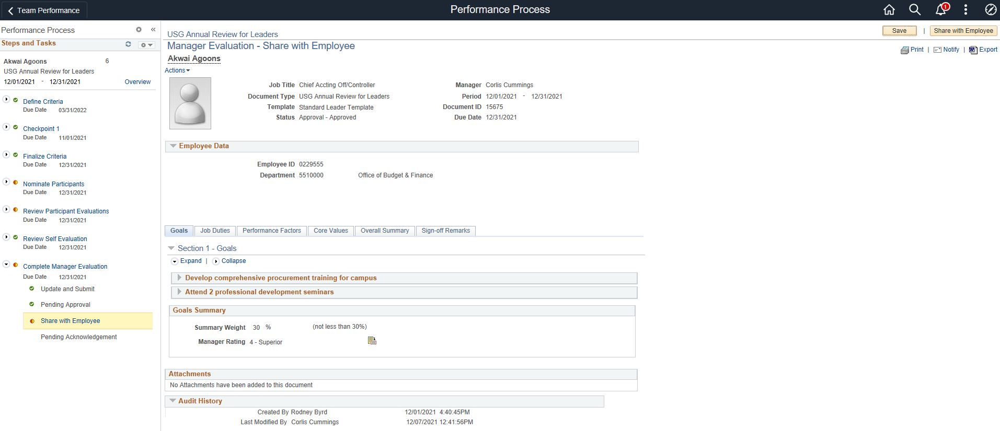 Team Performance
Performance Process
1
Performance Process
Steps and Tasks
Akwai Agoons 6
USG Annual Review for Leaders
12/01/2021 - 12/31/2021 Overview
Define Criteria
Due Date 03/31/2022
Checkpoint 1
Due Date 11/01/2021
Finalize Criteria
Due Date 12/31/2021
Nominate Participants
Due Date 12/31/2021
Review Participant Evaluations
Due Date 12/31/2021
Review Self Evaluation
Due Date 12/31/2021
Complete Manager Evaluation
Due Date 12/31/2021
Update and Submit
Pending Approval
Share with Employee
Pending Acknowledgement
USG Annual Review for Leaders
Save | Share with Employee
Manager Evaluation - Share with Employee
Print | Notify | Export
Akwai Agoons
Actions
Job Title Chief Accting Off/Controller Manager Corlis Cummings
Document Type USG Annual Review for Leaders Period 12/01/2021 - 12/31/2021
Template Standard Leader Template Document ID 15675
Status Approval - Approved Due Date 12/31/2021
Employee Data
Employee ID 0229555
Department 5510000 Office of Budget & Finance
Goals Job Duties Performance Factors Core Values Overall Summary Sign-off Remarks
Section 1 - Goals
Expand | Collapse
Develop comprehensive procurement training for campus
Attend 2 professional development seminars
Goals Summary
Summary Weight 30 % (not less than 30%)
Manager Rating 4 - Superior
Attachments
No Attachments have been added to this document
Audit History
Created By Rodney Byrd 12/01/2021 4:40:45PM
Last Modified By Corlis Cummings 12/07/2021 12:41:56PM